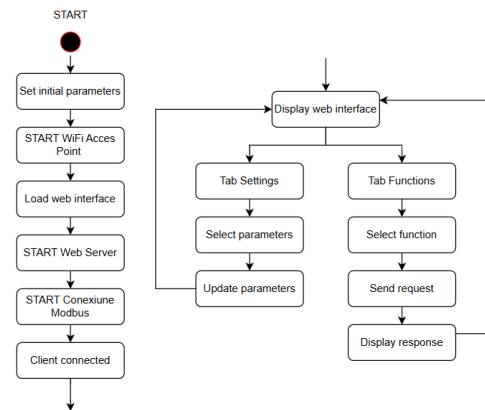 START
Set initial parameters
START WiFi Acces
Point
Load web interface
START Web Server
START Conexiune
Modbus
Client connected
Display web interface
Tab Settings
Select parameters
Update parameters
Tab Functions
Select function
Send request
Display response